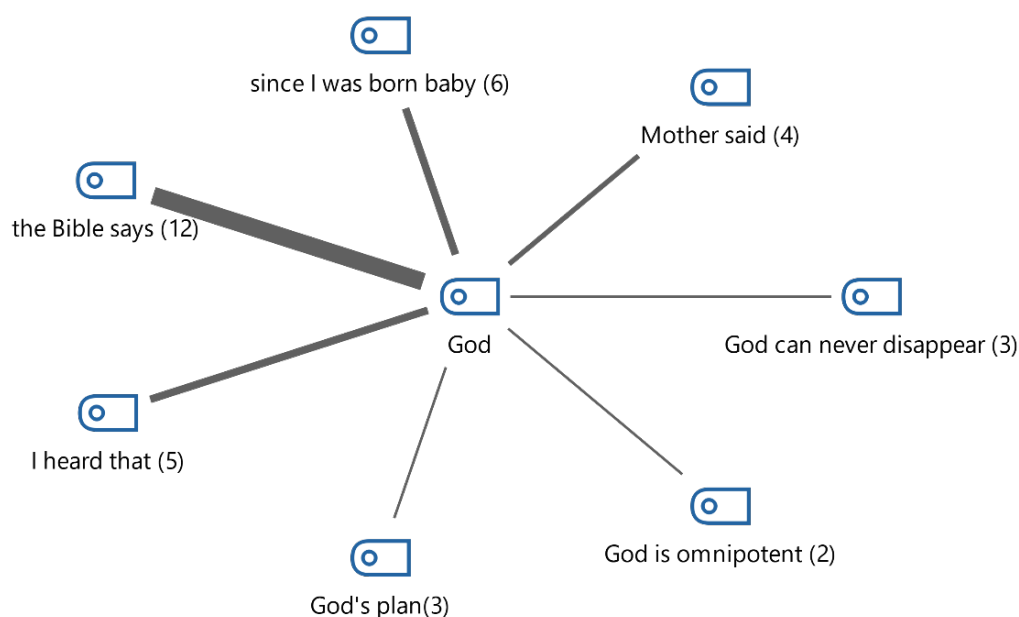 since I was born baby (6)
Mother said (4)
the Bible says (12)
God
God can never disappear (3)
I heard that (5)
God is omnipotent (2)
God's plan(3)